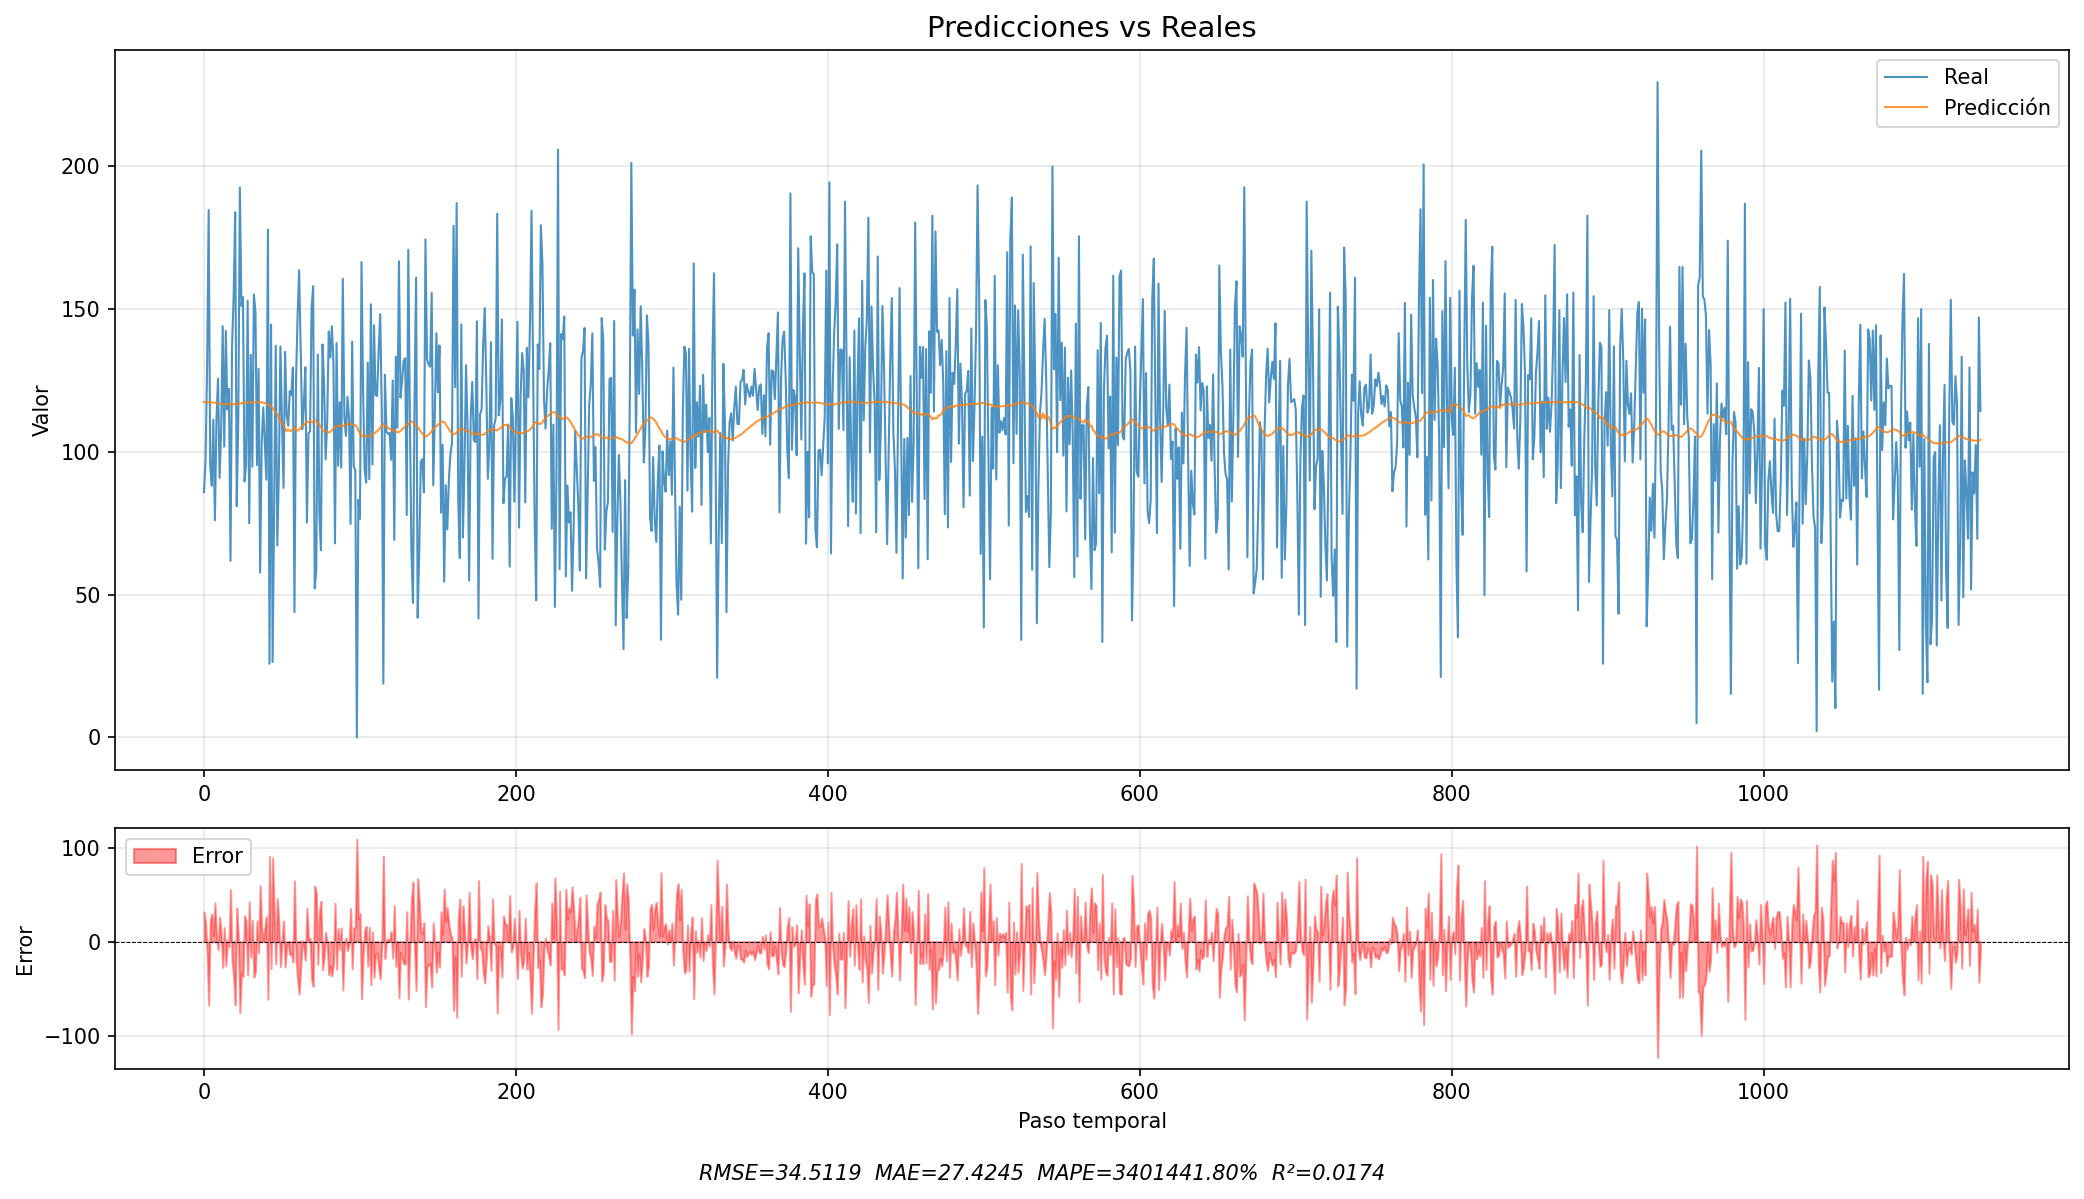 Predicciones vs Reales
Real
Predicción
Valor
200
150
100
50
0
0 200 400 600 800 1000
Error
Error
100
0
−100
0 200 400 600 800 1000
Paso temporal
RMSE=34.5119 MAE=27.4245 MAPE=3401441.80% R²=0.0174